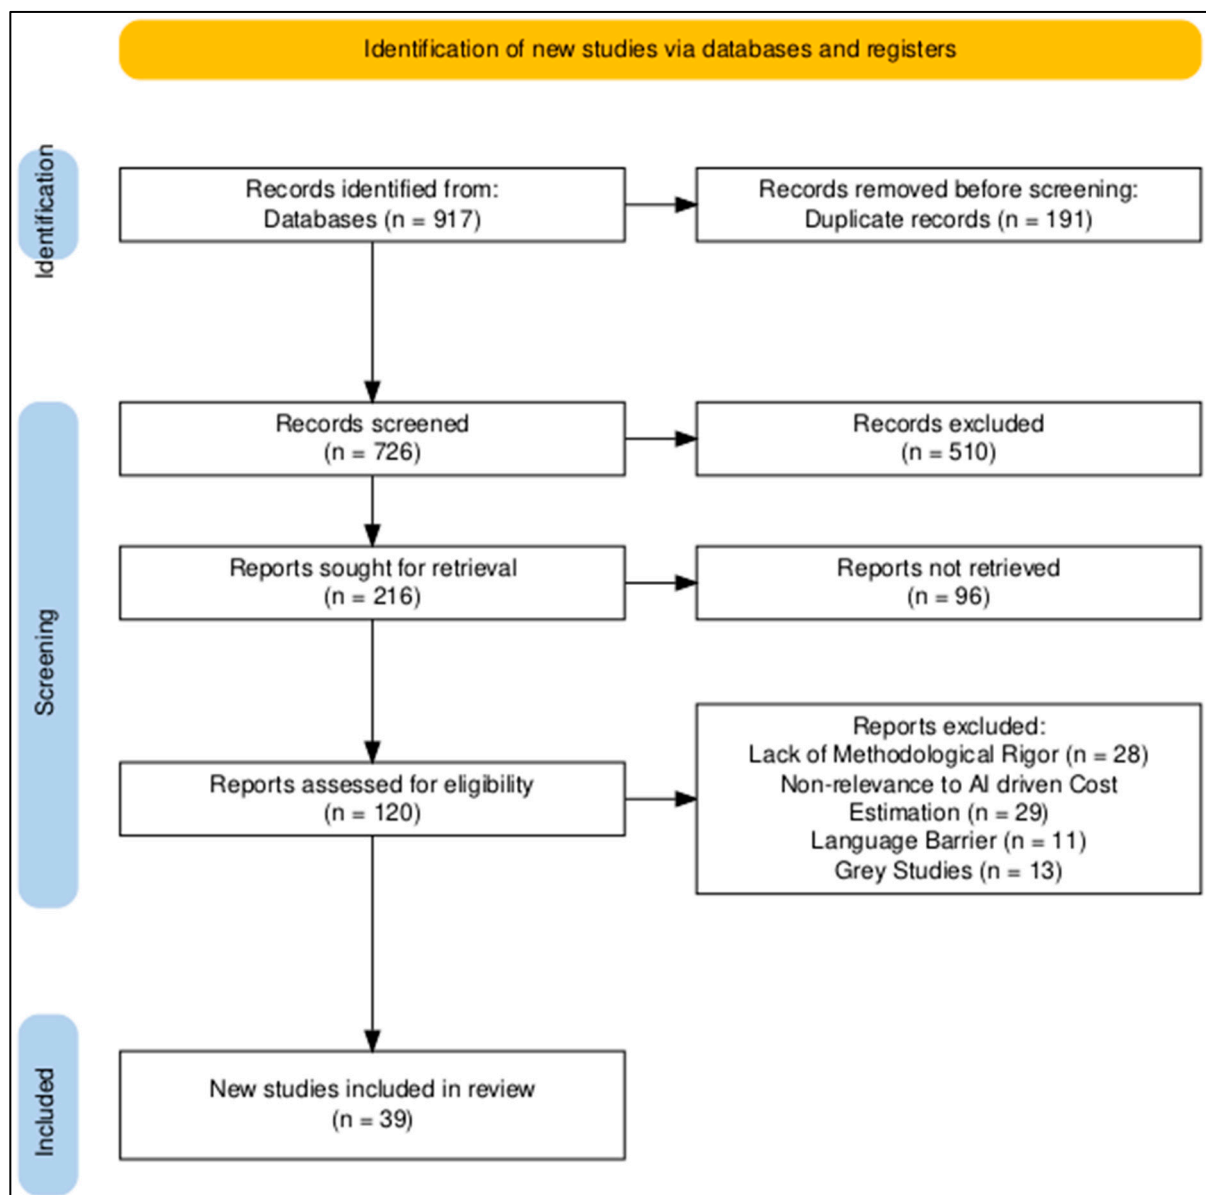 Identification of new studies via databases and registers
Identification
Records identified from:
Databases (n = 917)
Records removed before screening:
Duplicate records (n = 191)
Screening
Records screened
(n = 726)
Records excluded
(n = 510)
Reports sought for retrieval
(n = 216)
Reports not retrieved
(n = 96)
Reports assessed for eligibility
(n = 120)
Reports excluded:
Lack of Methodological Rigor (n = 28)
Non-relevance to AI driven Cost
Estimation (n = 29)
Language Barrier (n = 11)
Grey Studies (n = 13)
Included
New studies included in review
(n = 39)